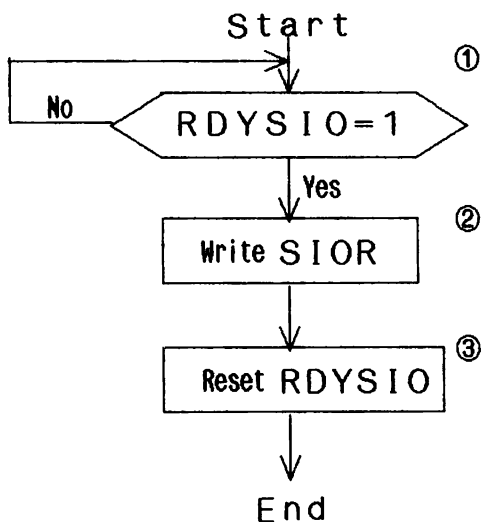 Start
①
RDYSIO=1
No
Yes
②
Write SIOR
③
Reset RDYSIO
End